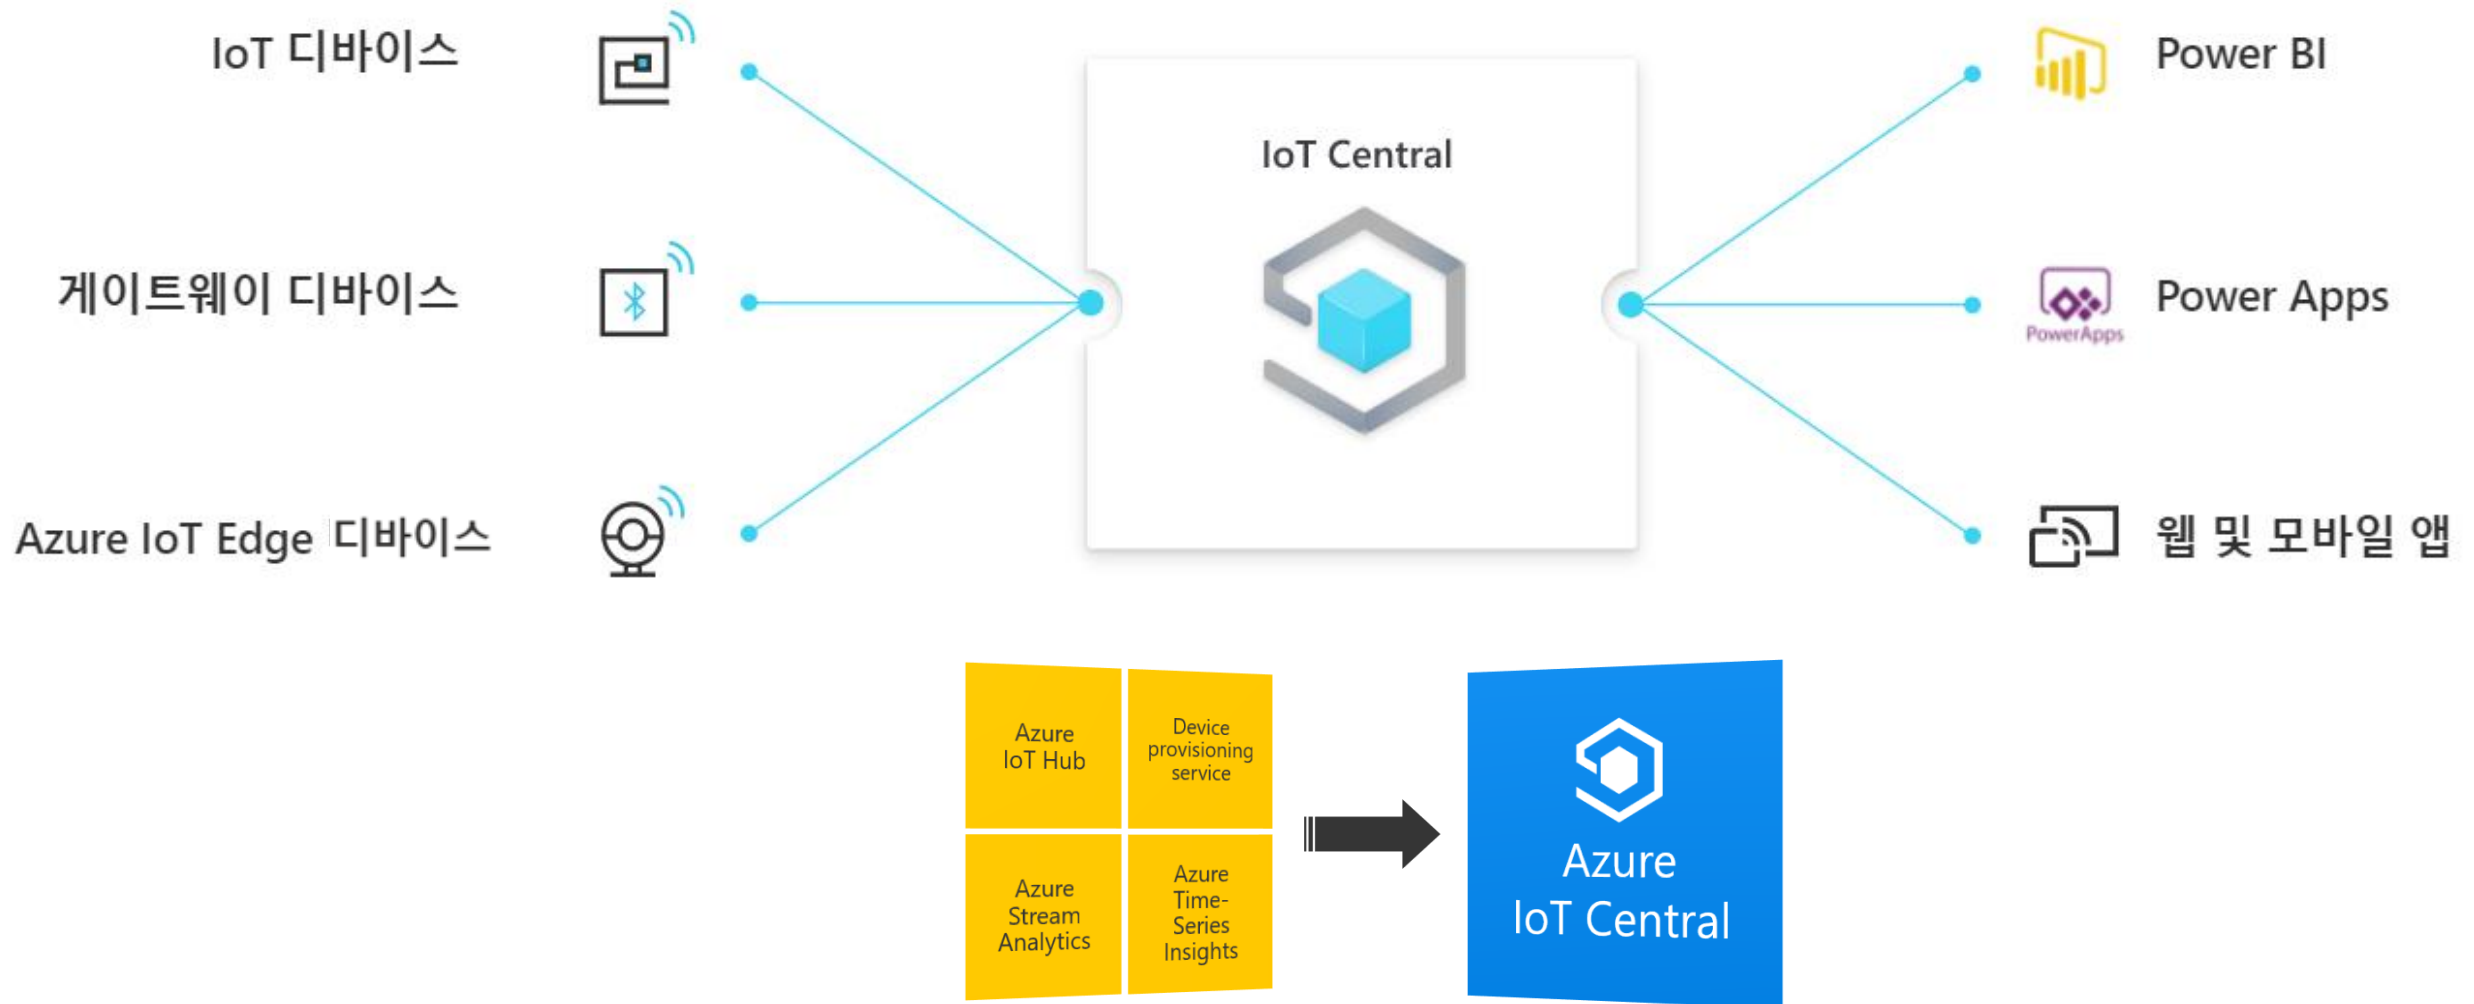 IoT 디바이스
게이트웨이 디바이스
Azure IoT Edge 디바이스
IoT Central
Power BI
PowerApps
Power Apps
웹 및 모바일 앱
Azure
IoT Hub
Device
provisioning
service
Azure
Stream
Analytics
Azure
Time-
Series
Insights
Azure
IoT Central